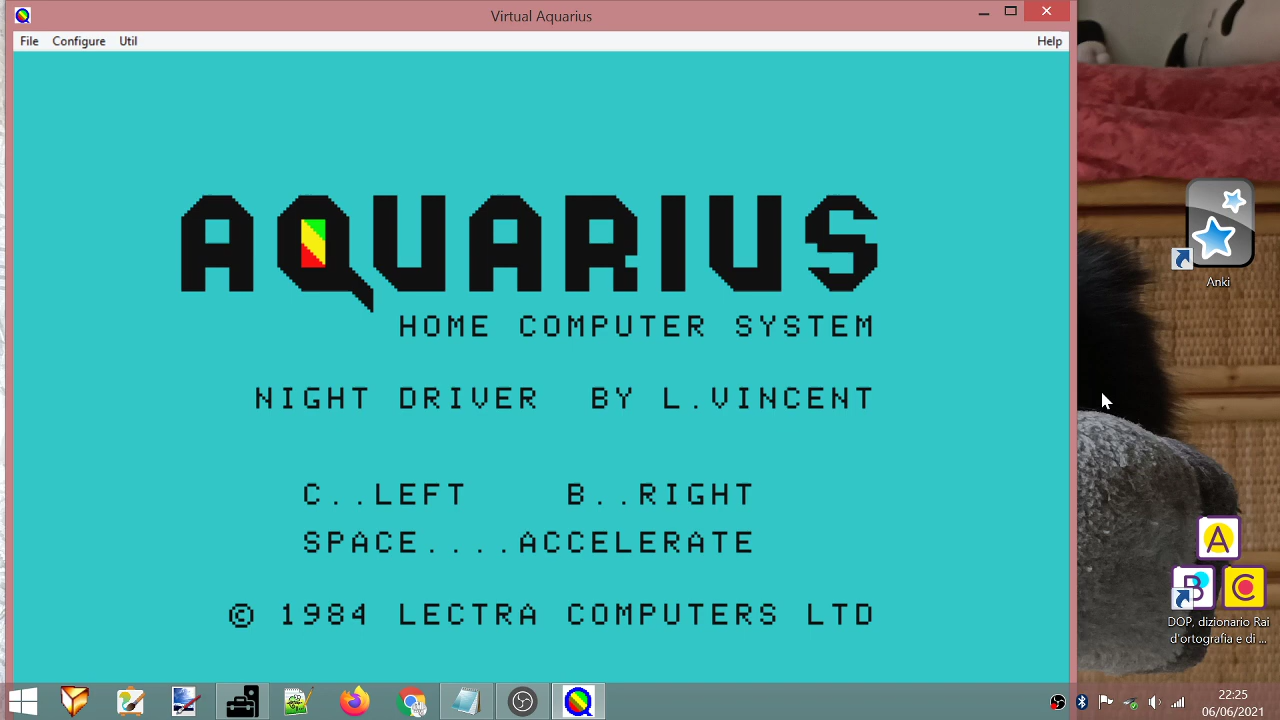 Virtual Aquarius
File Configure Util Help
AQUARIUS
HOME COMPUTER SYSTEM
NIGHT DRIVER BY L.VINCENT
C..LEFT B..RIGHT
SPACE....ACCELERATE
© 1984 LECTRA COMPUTERS LTD
Anki
A
B C
DOP, dizionario Rai
d'ortografia e di ...
22:25
06/06/2021